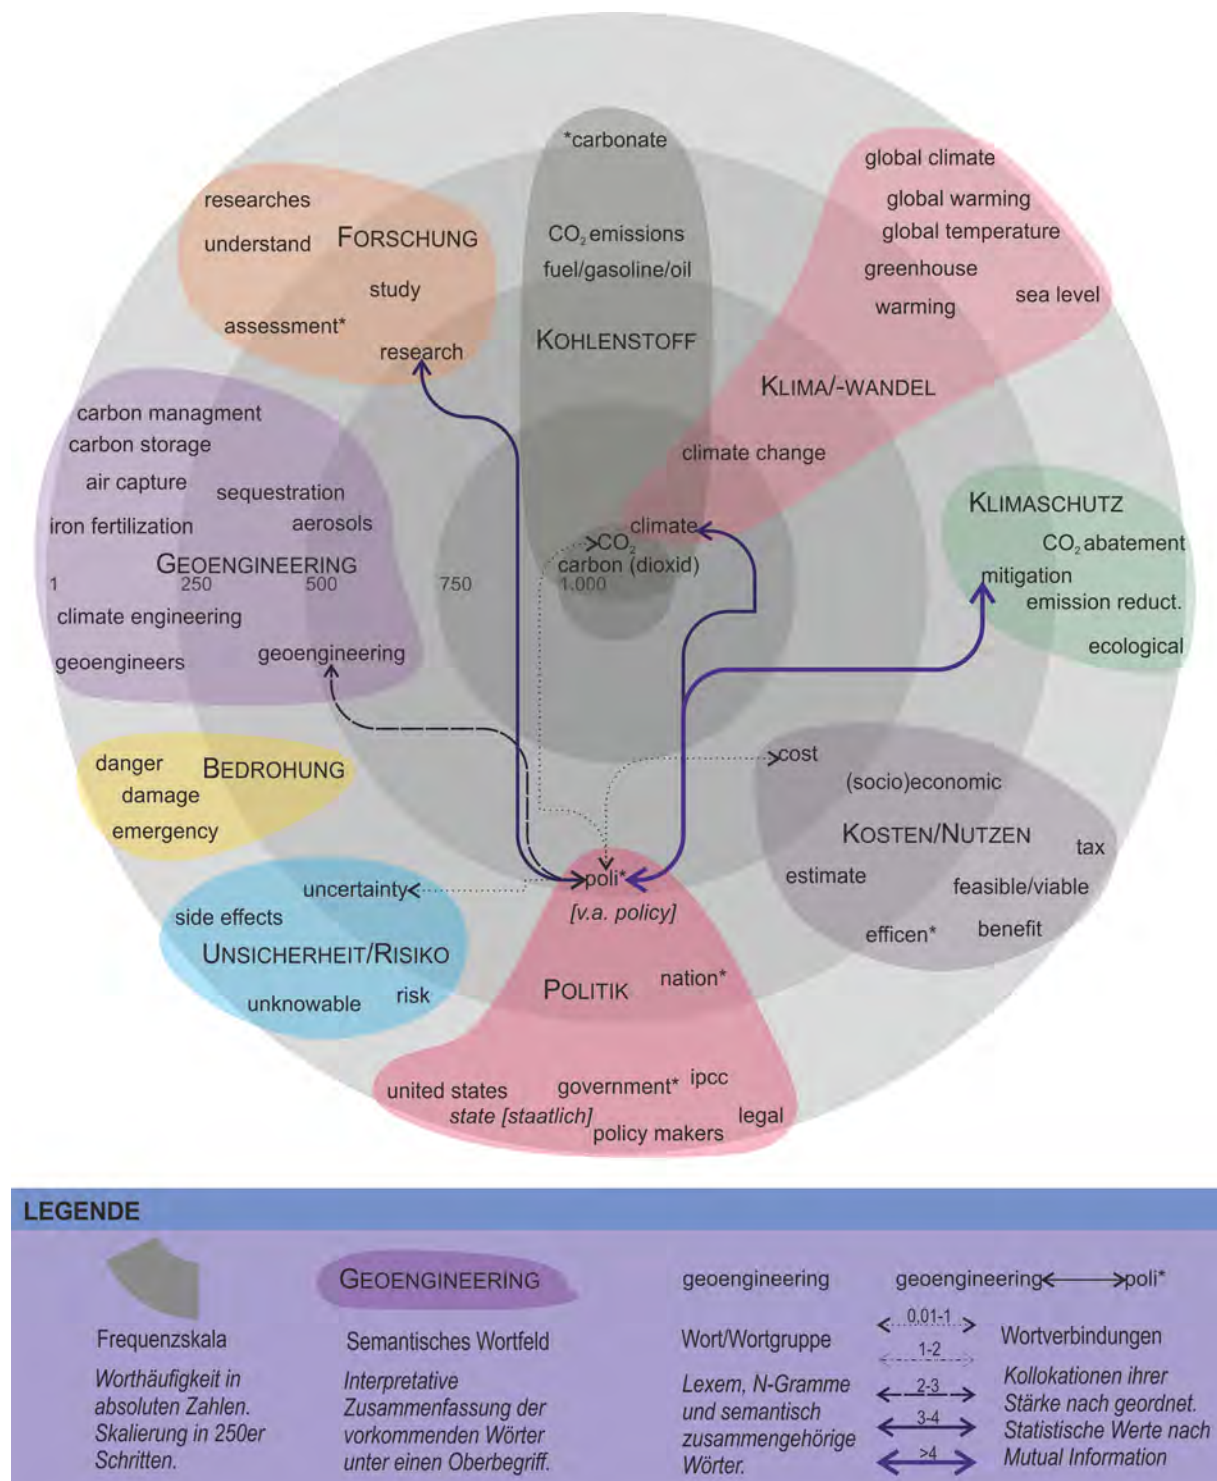 *carbonate
CO₂ emissions
fuel/gasoline/oil
KOHLENSTOFF
CO₂
carbon (dioxid)
global climate
global warming
global temperature
greenhouse
sea level
warming
KLIMA/-WANDEL
climate change
climate
researches
understand
FORSCHUNG
study
assessment*
research
carbon managment
carbon storage
air capture
sequestration
iron fertilization
aerosols
GEOENGINEERING
1 250 500 750 1.000
climate engineering
geoengineers
geoengineering
KLIMASCHUTZ
CO₂ abatement
mitigation
emission reduct.
ecological
danger
BEDROHUNG
damage
emergency
cost
(socio)economic
KOSTEN/NUTZEN
tax
estimate
feasible/viable
efficen*
benefit
uncertainty
side effects
UNSICHERHEIT/RISIKO
unknowable
risk
poli*
[v.a. policy]
nation*
POLITIK
united states
government*
ipcc
state [staatlich]
legal
policy makers
LEGENDE
Frequenzskala
Worthäufigkeit in
absoluten Zahlen.
Skalierung in 250er
Schritten.
GEOENGINEERING
Semantisches Wortfeld
Interpretative
Zusammenfassung der
vorkommenden Wörter
unter einen Oberbegriff.
geoengineering
Wort/Wortgruppe
Lexem, N-Gramme
und semantisch
zusammengehörige
Wörter.
geoengineering poli*
0,01-1
1-2
2-3
3-4
>4
Wortverbindungen
Kollokationen ihrer
Stärke nach geordnet.
Statistische Werte nach
Mutual Information